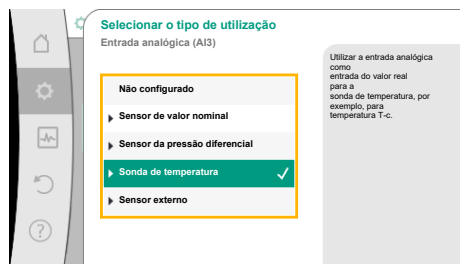 Selecionar o tipo de utilização
Entrada analógica (AI3)
Não configurado
Sensor de valor nominal
Sensor da pressão diferencial
Sonda de temperatura
Sensor externo
Utilizar a entrada analógica
como
entrada do valor real
para a
sonda de temperatura, por
exemplo, para
temperatura T-c.